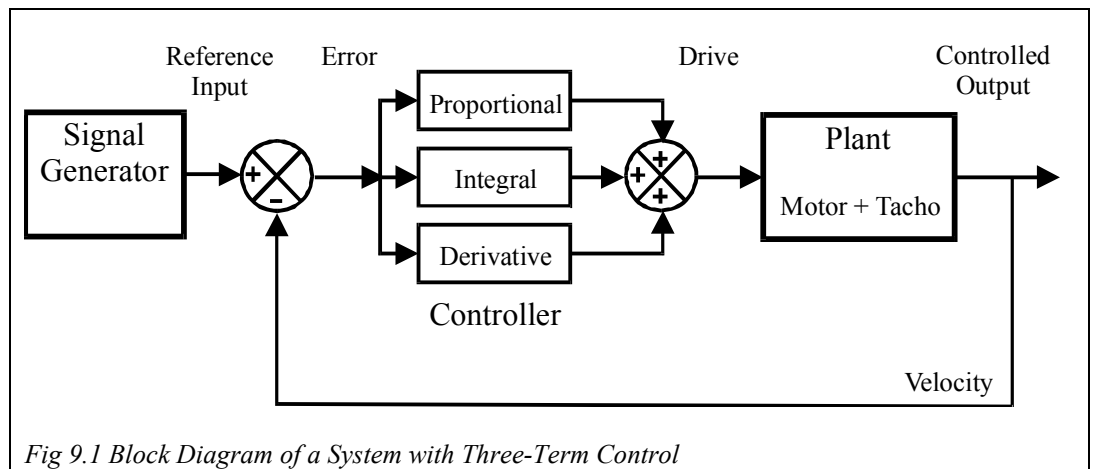 Reference
Input
Error
Drive
Controlled
Output
Signal
Generator
+
-
Proportional
Integral
Derivative
Controller
+
+
+
Plant
Motor + Tacho
Velocity
Fig 9.1 Block Diagram of a System with Three-Term Control